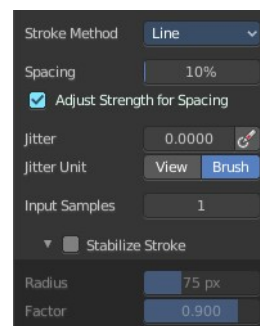 Stroke Method Line
Spacing 10%
Adjust Strength for Spacing
Jitter 0.0000
Jitter Unit View Brush
Input Samples 1
Stabilize Stroke
Radius 75 px
Factor 0.900